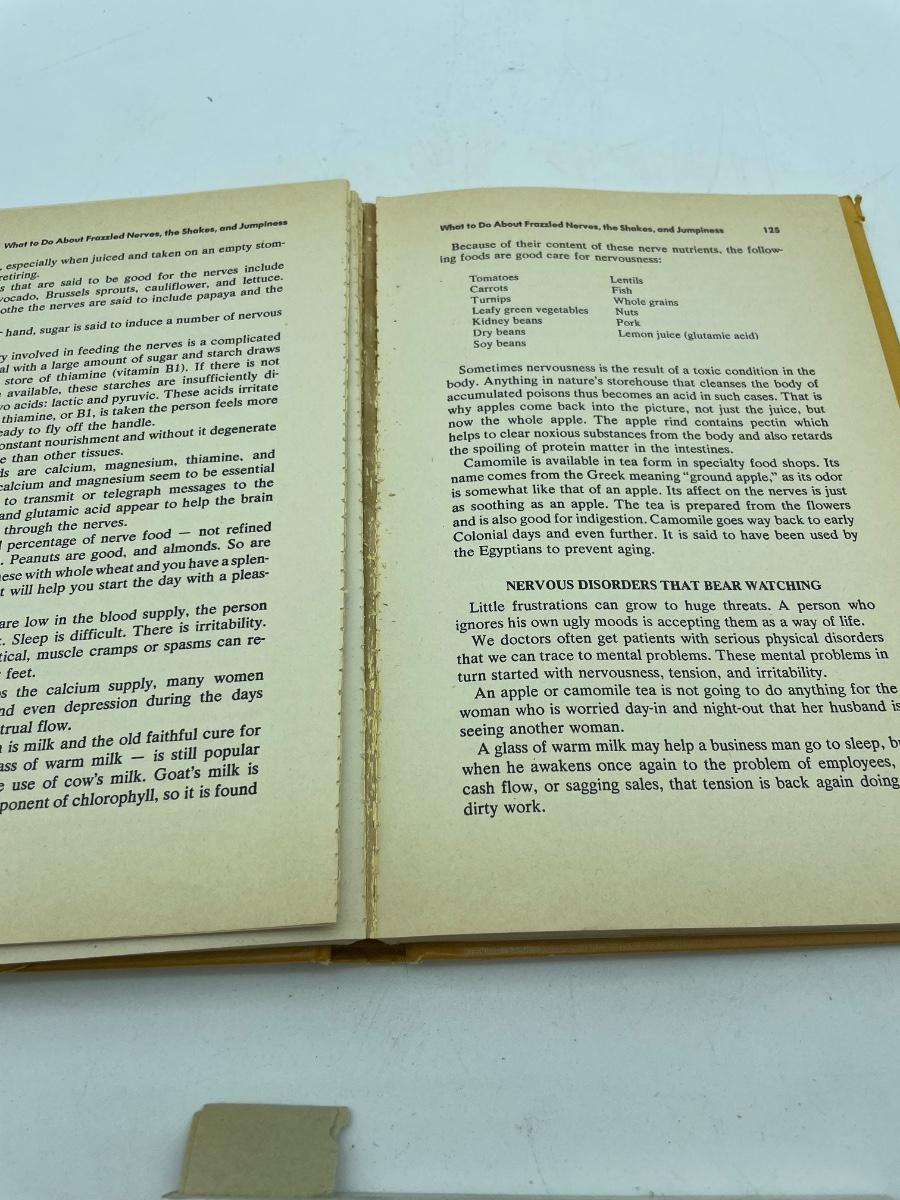 What to Do About Frazzled Nerves, the Shakes, and Jumpiness
, especially when juiced and taken on an empty stom-
retiring.
s that are said to be good for the nerves include
vocado, Brussels sprouts, cauliflower, and lettuce.
othe the nerves are said to include papaya and the
hand, sugar is said to induce a number of nervous
ry involved in feeding the nerves is a complicated
al with a large amount of sugar and starch draws
store of thiamine (vitamin B1). If there is not
available, these starches are insufficiently di-
vo acids: lactic and pyruvic. These acids irritate
thiamine, or B1, is taken the person feels more
eady to fly off the handle.
onstant nourishment and without it degenerate
e than other tissues.
ds are calcium, magnesium, thiamine, and
calcium and magnesium seem to be essential
to transmit or telegraph messages to the
and glutamic acid appear to help the brain
through the nerves.
percentage of nerve food — not refined
. Peanuts are good, and almonds. So are
ese with whole wheat and you have a splen-
t will help you start the day with a pleas-
are low in the blood supply, the person
. Sleep is difficult. There is irritability.
tical, muscle cramps or spasms can re-
feet.
s the calcium supply, many women
nd even depression during the days
trual flow.
is milk and the old faithful cure for
ass of warm milk — is still popular
e use of cow's milk. Goat's milk is
ponent of chlorophyll, so it is found
What to Do About Frazzled Nerves, the Shakes, and Jumpiness 125
Because of their content of these nerve nutrients, the follow-
ing foods are good care for nervousness:
Tomatoes
Carrots
Turnips
Leafy green vegetables
Kidney beans
Dry beans
Soy beans
Lentils
Fish
Whole grains
Nuts
Pork
Lemon juice (glutamic acid)
Sometimes nervousness is the result of a toxic condition in the
body. Anything in nature's storehouse that cleanses the body of
accumulated poisons thus becomes an acid in such cases. That is
why apples come back into the picture, not just the juice, but
now the whole apple. The apple rind contains pectin which
helps to clear noxious substances from the body and also retards
the spoiling of protein matter in the intestines.
Camomile is available in tea form in specialty food shops. Its
name comes from the Greek meaning "ground apple," as its odor
is somewhat like that of an apple. Its affect on the nerves is just
as soothing as an apple. The tea is prepared from the flowers
and is also good for indigestion. Camomile goes way back to early
Colonial days and even further. It is said to have been used by
the Egyptians to prevent aging.
NERVOUS DISORDERS THAT BEAR WATCHING
Little frustrations can grow to huge threats. A person who
ignores his own ugly moods is accepting them as a way of life.
We doctors often get patients with serious physical disorders
that we can trace to mental problems. These mental problems in
turn started with nervousness, tension, and irritability.
An apple or camomile tea is not going to do anything for the
woman who is worried day-in and night-out that her husband is
seeing another woman.
A glass of warm milk may help a business man go to sleep, bu
when he awakens once again to the problem of employees,
cash flow, or sagging sales, that tension is back again doing
dirty work.